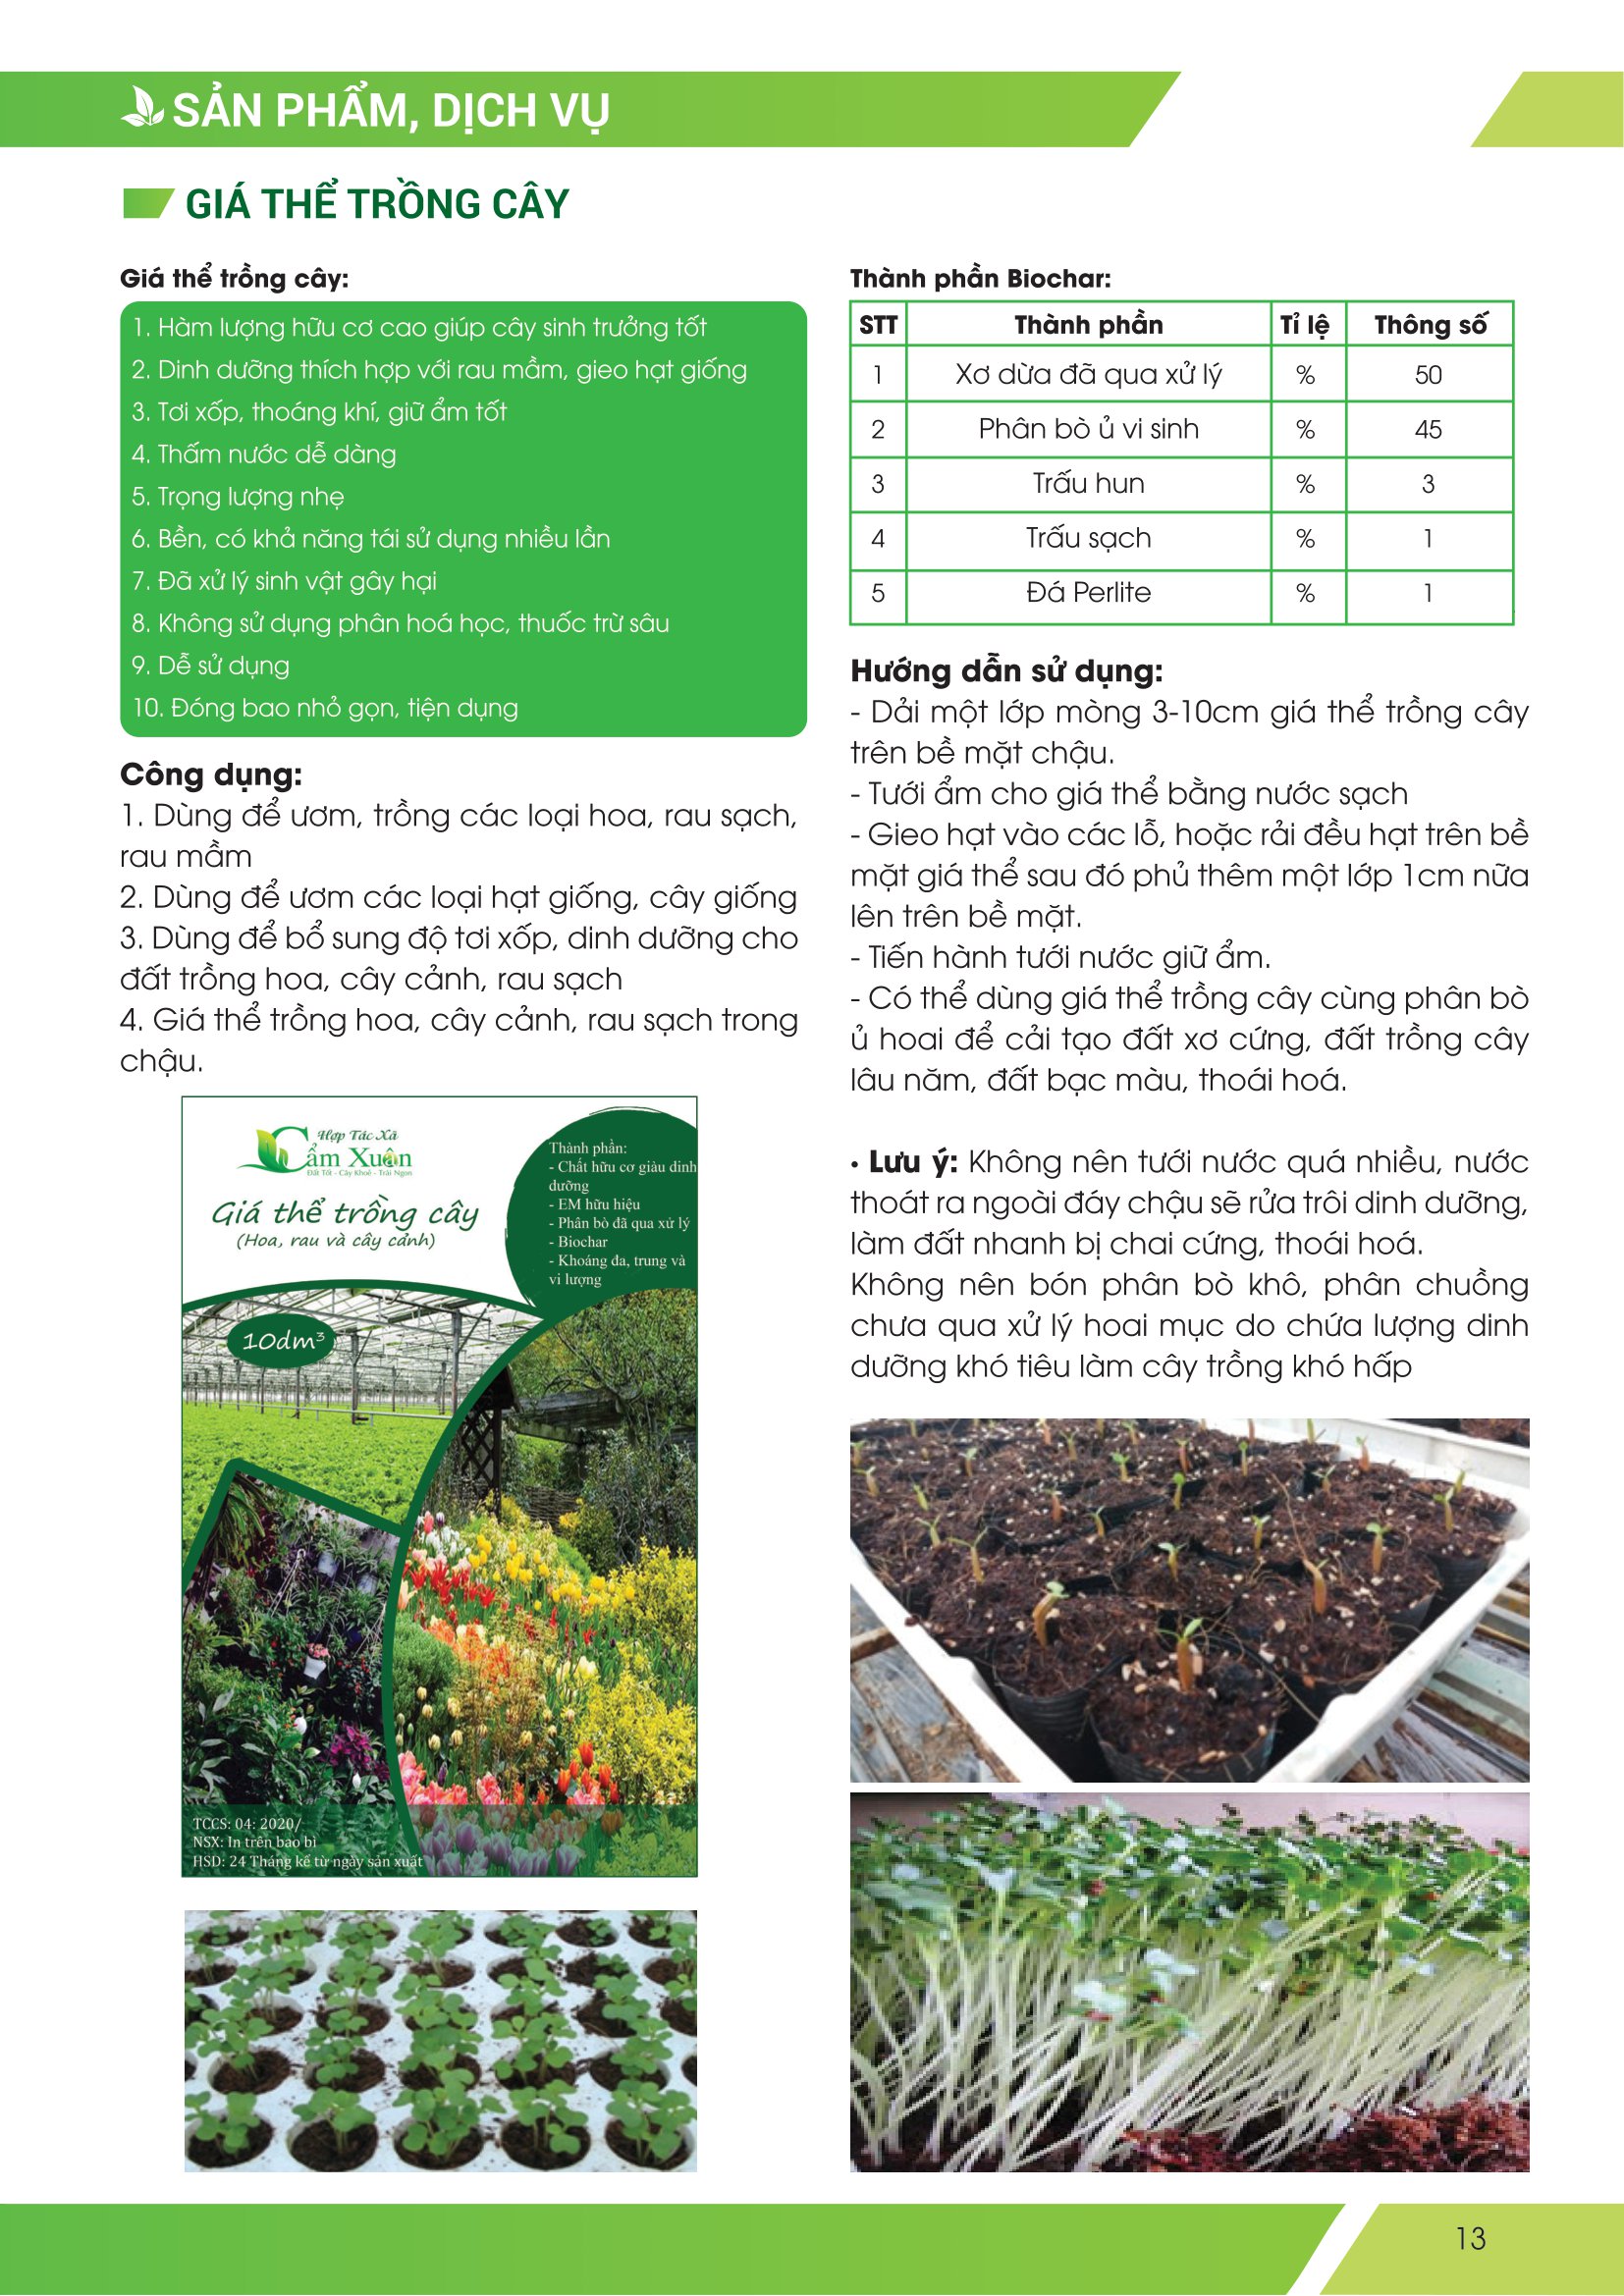 SẢN PHẨM, DỊCH VỤ
GIÁ THỂ TRỒNG CÂY
Giá thể trồng cây:
1. Hàm lượng hữu cơ cao giúp cây sinh trưởng tốt
2. Dinh dưỡng thích hợp với rau mầm, gieo hạt giống
3. Tơi xốp, thoáng khí, giữ ẩm tốt
4. Thấm nước dễ dàng
5. Trọng lượng nhẹ
6. Bền, có khả năng tái sử dụng nhiều lần
7. Đã xử lý sinh vật gây hại
8. Không sử dụng phân hoá học, thuốc trừ sâu
9. Dễ sử dụng
10. Đóng bao nhỏ gọn, tiện dụng
Công dụng:
1. Dùng để ươm, trồng các loại hoa, rau sạch,
rau mầm
2. Dùng để ươm các loại hạt giống, cây giống
3. Dùng để bổ sung độ tơi xốp, dinh dưỡng cho
đất trồng hoa, cây cảnh, rau sạch
4. Giá thể trồng hoa, cây cảnh, rau sạch trong
chậu.
Hợp Tác Xã
Cẩm Xuân
Đất Tốt - Cây Khoẻ - Trái Ngon
Giá thể trồng cây
(Hoa, rau và cây cảnh)
Thành phần:
- Chất hữu cơ giàu dinh
dưỡng
- EM hữu hiệu
- Phân bò đã qua xử lý
- Biochar
- Khoáng đa, trung và
vi lượng
10dm³
TCCS: 04: 2020/
NSX: In trên bao bì
HSD: 24 Tháng kể từ ngày sản xuất
Thành phần Biochar:
STT Thành phần Tỉ lệ Thông số
1 Xơ dừa đã qua xử lý % 50
2 Phân bò ủ vi sinh % 45
3 Trấu hun % 3
4 Trấu sạch % 1
5 Đá Perlite % 1
Hướng dẫn sử dụng:
- Dải một lớp mòng 3-10cm giá thể trồng cây
trên bề mặt chậu.
- Tưới ẩm cho giá thể bằng nước sạch
- Gieo hạt vào các lỗ, hoặc rải đều hạt trên bề
mặt giá thể sau đó phủ thêm một lớp 1cm nữa
lên trên bề mặt.
- Tiến hành tưới nước giữ ẩm.
- Có thể dùng giá thể trồng cây cùng phân bò
ủ hoai để cải tạo đất xơ cứng, đất trồng cây
lâu năm, đất bạc màu, thoái hoá.
• Lưu ý: Không nên tưới nước quá nhiều, nước
thoát ra ngoài đáy chậu sẽ rửa trôi dinh dưỡng,
làm đất nhanh bị chai cứng, thoái hoá.
Không nên bón phân bò khô, phân chuồng
chưa qua xử lý hoai mục do chứa lượng dinh
dưỡng khó tiêu làm cây trồng khó hấp
13